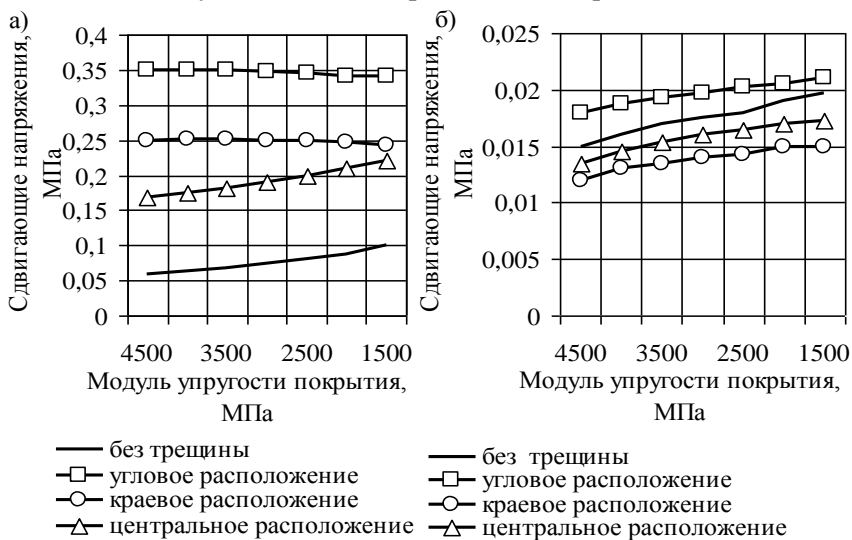 а)
Сдвигающие напряжения,
МПа
0,4
0,35
0,3
0,25
0,2
0,15
0,1
0,05
0
4500 3500 2500 1500
Модуль упругости покрытия,
МПа
без трещины
угловое расположение
краевое расположение
центральное расположение
б)
Сдвигающие напряжения,
МПа
0,025
0,02
0,015
0,01
0,005
0
4500 3500 2500 1500
Модуль упругости покрытия,
МПа
без трещины
угловое расположение
краевое расположение
центральное расположение